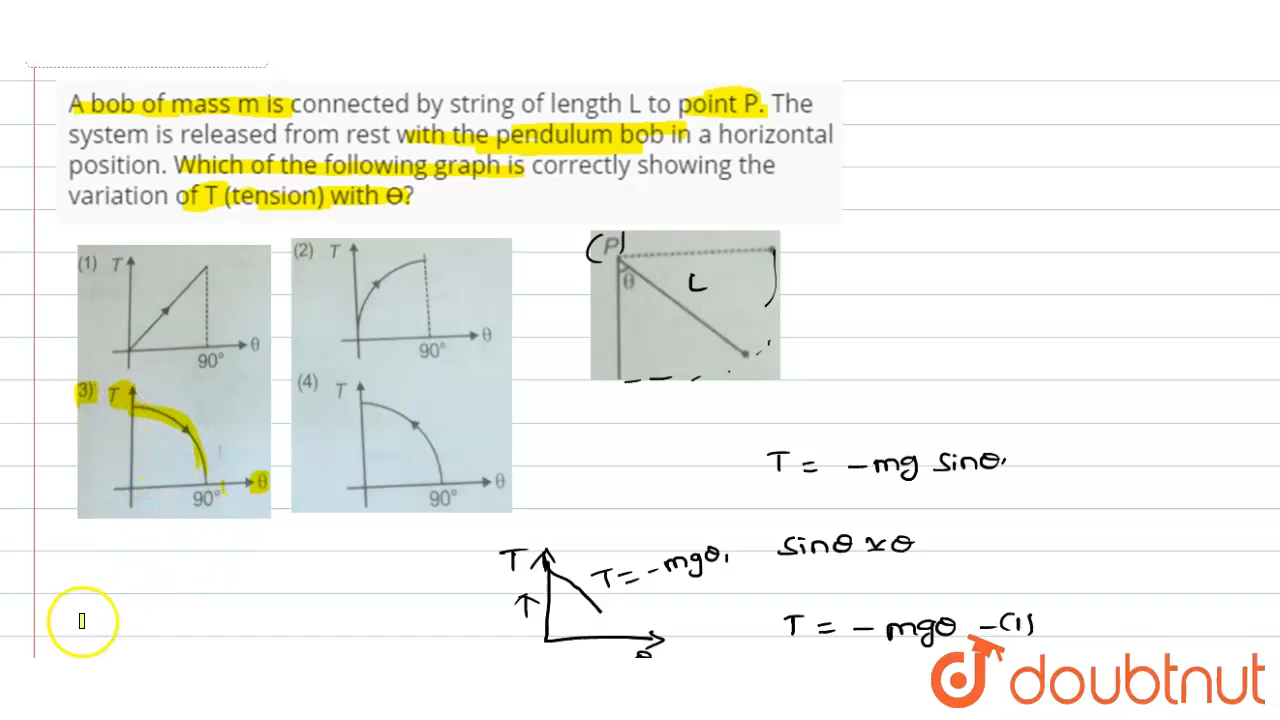 A bob of mass m is connected by string of length L to point P. The
system is released from rest with the pendulum bob in a horizontal
position. Which of the following graph is correctly showing the
variation of T (tension) with Θ?
(1) T
θ
90°
(2) T
θ
90°
3) T
θ
90°
(4) T
θ
90°
(P)
θ
L
T = -mg sinθ.
sinθ x θ
T = -mgθ -(1)
T
T = -mgθ,
doubtnut